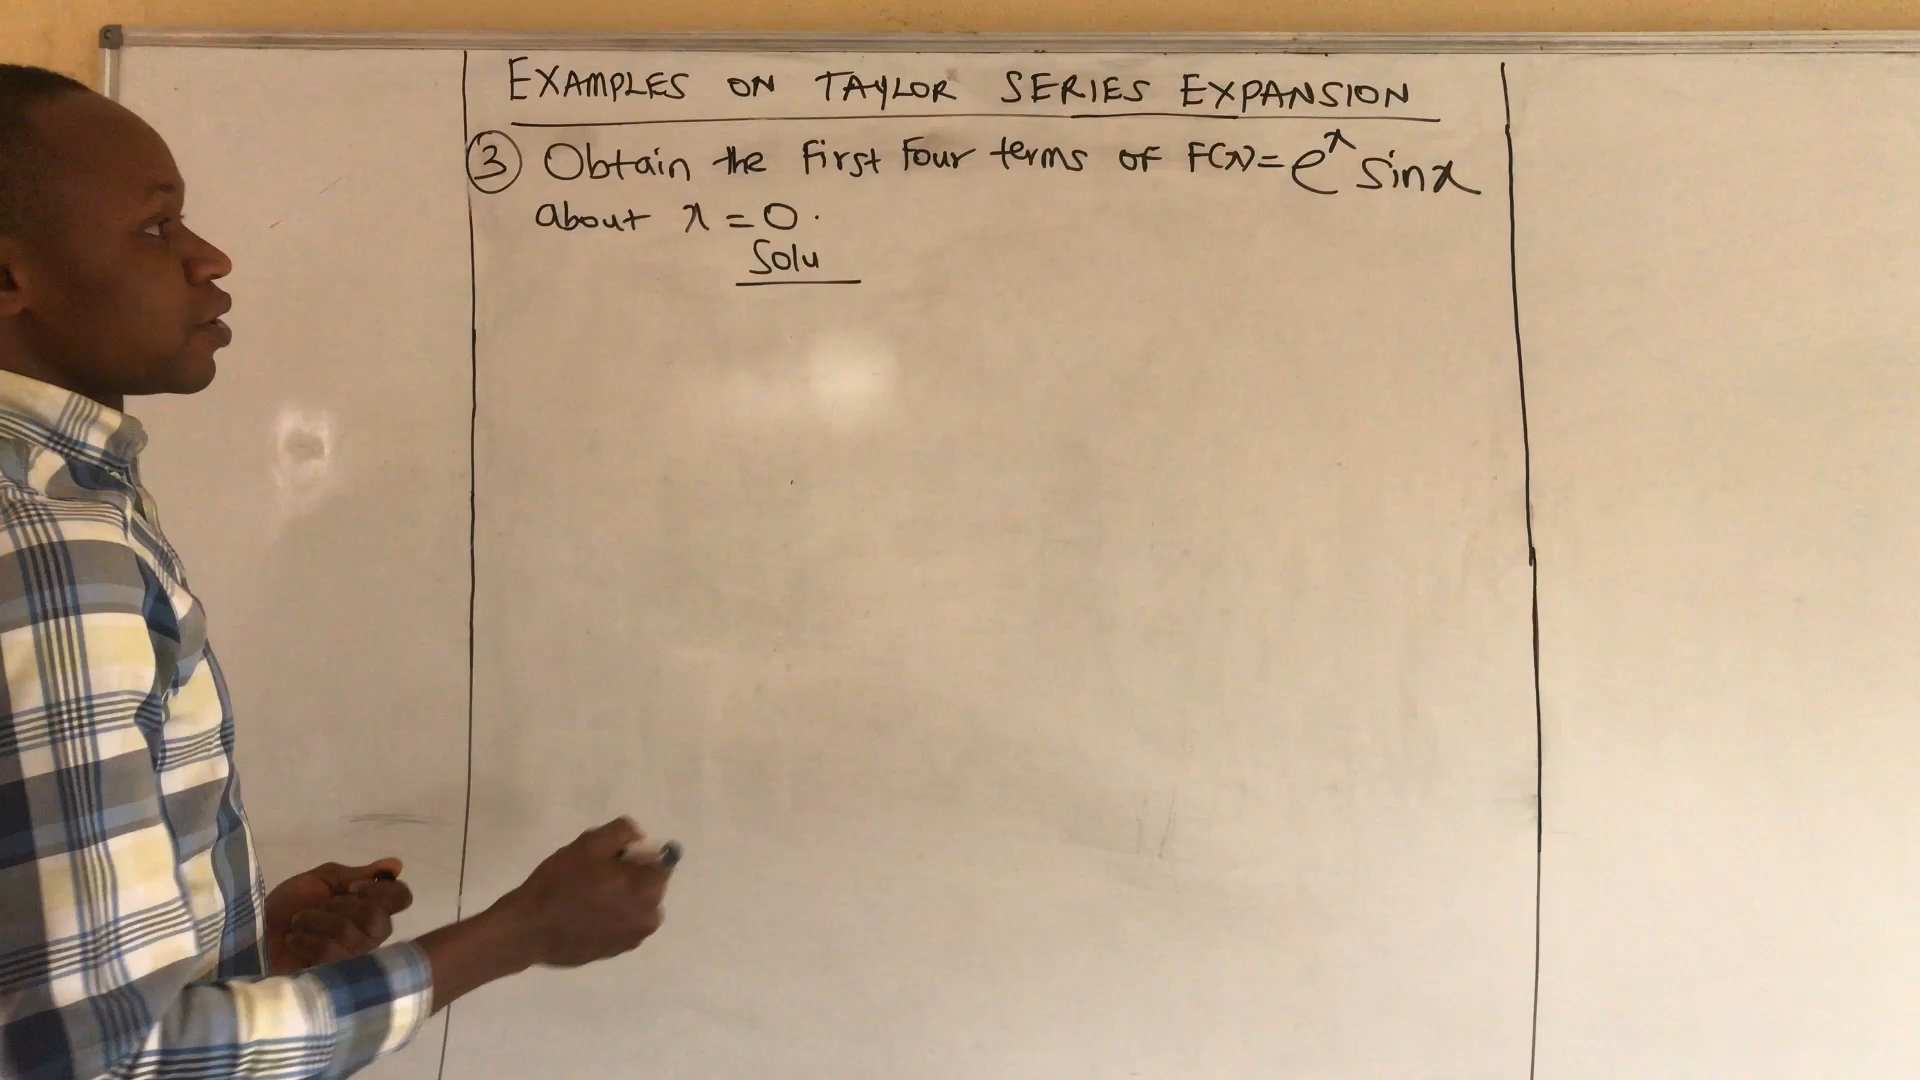 EXAMPLES ON TAYLOR SERIES EXPANSION
③ Obtain the First Four terms of F(x)= e^x sinx
about x = 0.
Solu